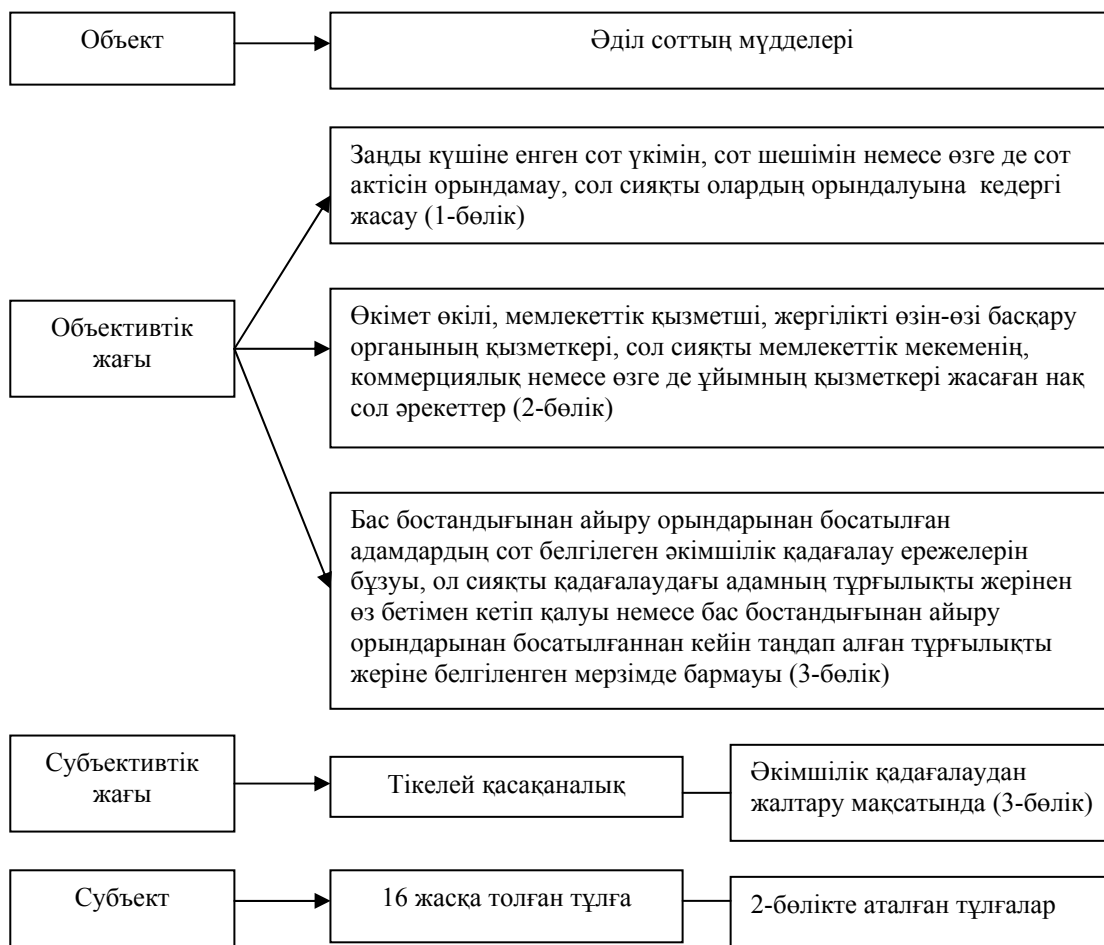 Объект
Әділ соттың мүдделері
Заңды күшіне енген сот үкімін, сот шешімін немесе өзге де сот
актісін орындамау, сол сияқты олардың орындалуына кедергі
жасау (1-бөлік)
Объективтік
жағы
Өкімет өкілі, мемлекеттік қызметші, жергілікті өзін-өзі басқару
органының қызметкері, сол сияқты мемлекеттік мекеменің,
коммерциялық немесе өзге де ұйымның қызметкері жасаған нақ
сол әрекеттер (2-бөлік)
Бас бостандығынан айыру орындарынан босатылған
адамдардың сот белгілеген әкімшілік қадағалау ережелерін
бұзуы, ол сияқты қадағалаудағы адамның тұрғылықты жерінен
өз бетімен кетіп қалуы немесе бас бостандығынан айыру
орындарынан босатылғаннан кейін таңдап алған тұрғылықты
жеріне белгіленген мерзімде бармауы (3-бөлік)
Субъективтік
жағы
Тікелей қасақаналық
Әкімшілік қадағалаудан
жалтару мақсатында (3-бөлік)
Субъект
16 жасқа толған тұлға
2-бөлікте аталған тұлғалар